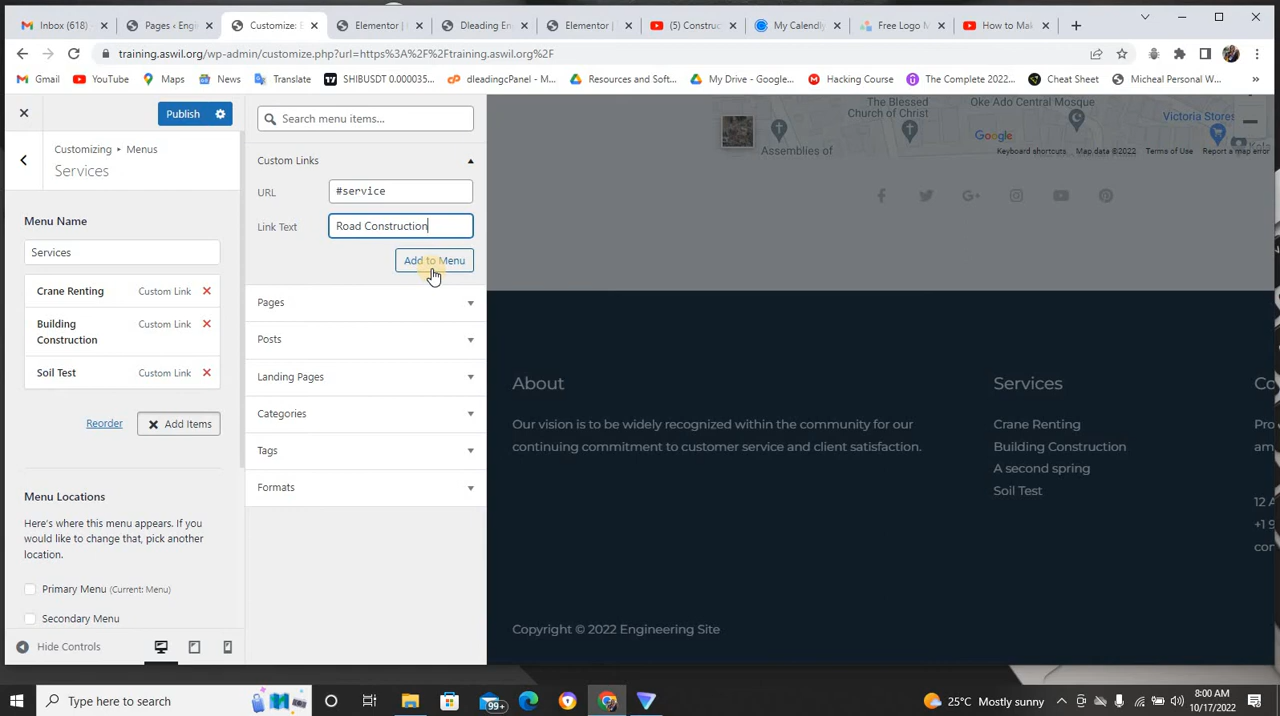 Inbox (618)
Pages ‹ Engi
Customize: E
Elementor |
Dleading En
Elementor |
(5) Construc
My Calendly
Free Logo M
How to Mak
training.aswil.org/wp-admin/customize.php?url=https%3A%2F%2Ftraining.aswil.org%2F
Gmail
YouTube
Maps
News
Translate
SHIBUSDT 0.000035...
dleadingCpanel - M...
Resources and Soft...
My Drive - Google...
Hacking Course
The Complete 2022...
Cheat Sheet
Micheal Personal W...
Publish
Customizing ▸ Menus
Services
Menu Name
Services
Crane Renting Custom Link
Building Construction Custom Link
Soil Test Custom Link
Reorder
Add Items
Menu Locations
Here's where this menu appears. If you
would like to change that, pick another
location.
Primary Menu (Current: Menu)
Secondary Menu
Hide Controls
Search menu items...
Custom Links
URL #service
Link Text Road Construction
Add to Menu
Pages
Posts
Landing Pages
Categories
Tags
Formats
The Blessed
Church of Christ
Oke Ado Central Mosque
Victoria Stores
Assemblies of
Google
Keyboard shortcuts Map data ©2022 Terms of Use Report a map error
About
Our vision is to be widely recognized within the community for our
continuing commitment to customer service and client satisfaction.
Services
Crane Renting
Building Construction
A second spring
Soil Test
Co
Pro
am
12 A
+1 9
con
Copyright © 2022 Engineering Site
Type here to search
99+
25°C Mostly sunny
8:00 AM
10/17/2022